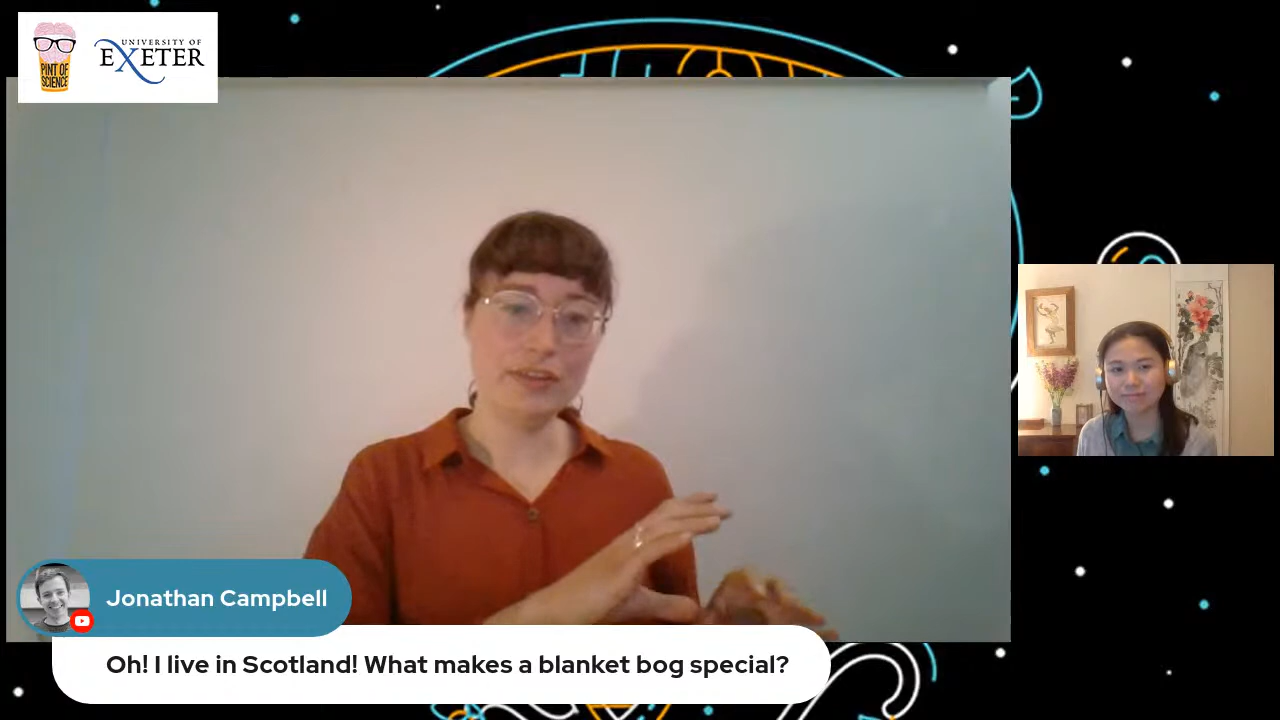 PINT OF
SCIENCE
UNIVERSITY OF
EXETER
Jonathan Campbell
Oh! I live in Scotland! What makes a blanket bog special?